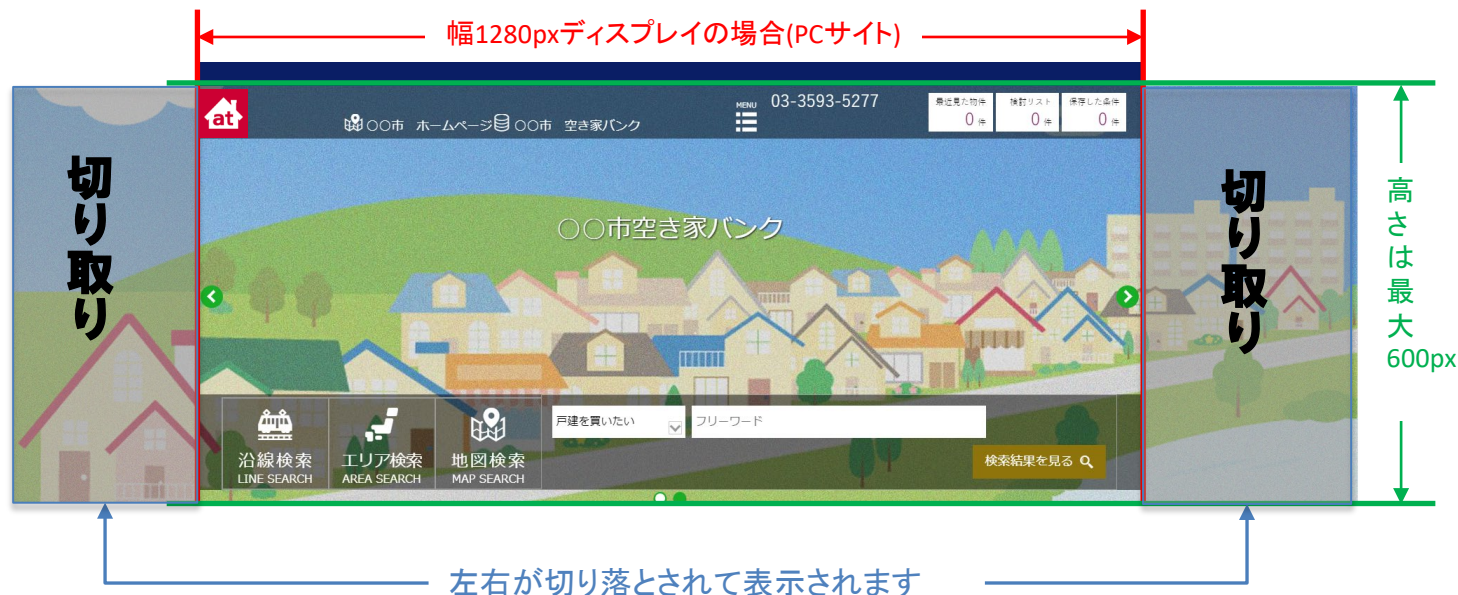 幅1280pxディスプレイの場合(PCサイト)
at
〇〇市 ホームページ
〇〇市 空き家バンク
MENU
03-3593-5277
最近見た物件
0 件
検討リスト
0 件
保存した条件
0 件
切り取り
〇〇市空き家バンク
切り取り
高さは最大
600px
沿線検索
LINE SEARCH
エリア検索
AREA SEARCH
地図検索
MAP SEARCH
戸建を買いたい
フリーワード
検索結果を見る
左右が切り落とされて表示されます